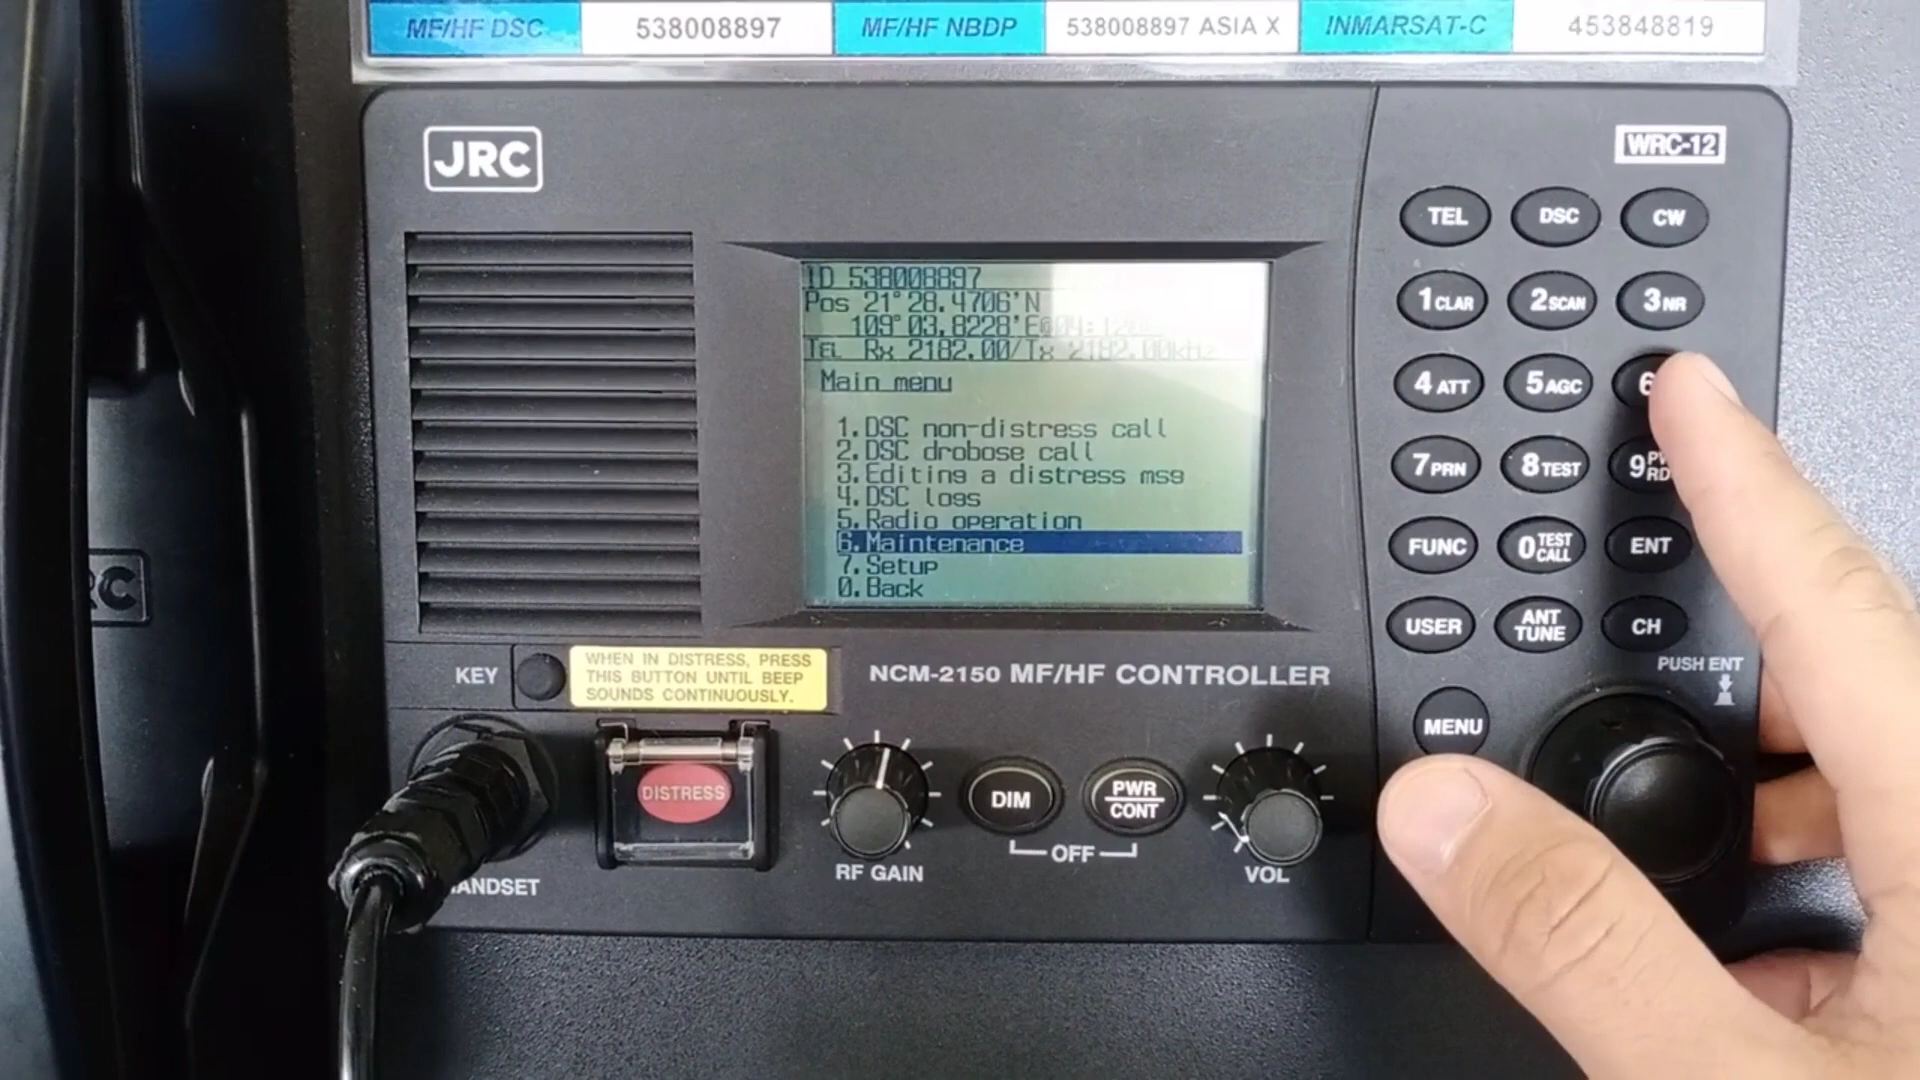 MF/HF DSC 538008897 MF/HF NBDP 538008897 ASIA X INMARSAT-C 453848819
JRC
WRC-12
ID 538008897
Pos 21°28.4706'N
109°03.8228'E@04:12
TEL Rx 2182.00/Tx 2182.00kHz
Main menu
1.DSC non-distress call
2.DSC drobose call
3.Editing a distress msg
4.DSC logs
5.Radio operation
6.Maintenance
7.Setup
0.Back
TEL DSC CW
1 CLAR 2 SCAN 3 NR
4 ATT 5 AGC 6
7 PRN 8 TEST 9
FUNC 0 TEST CALL ENT
USER ANT TUNE CH
PUSH ENT
MENU
KEY
WHEN IN DISTRESS, PRESS
THIS BUTTON UNTIL BEEP
SOUNDS CONTINUOUSLY.
NCM-2150 MF/HF CONTROLLER
DISTRESS
DIM
PWR
CONT
OFF
RF GAIN
VOL